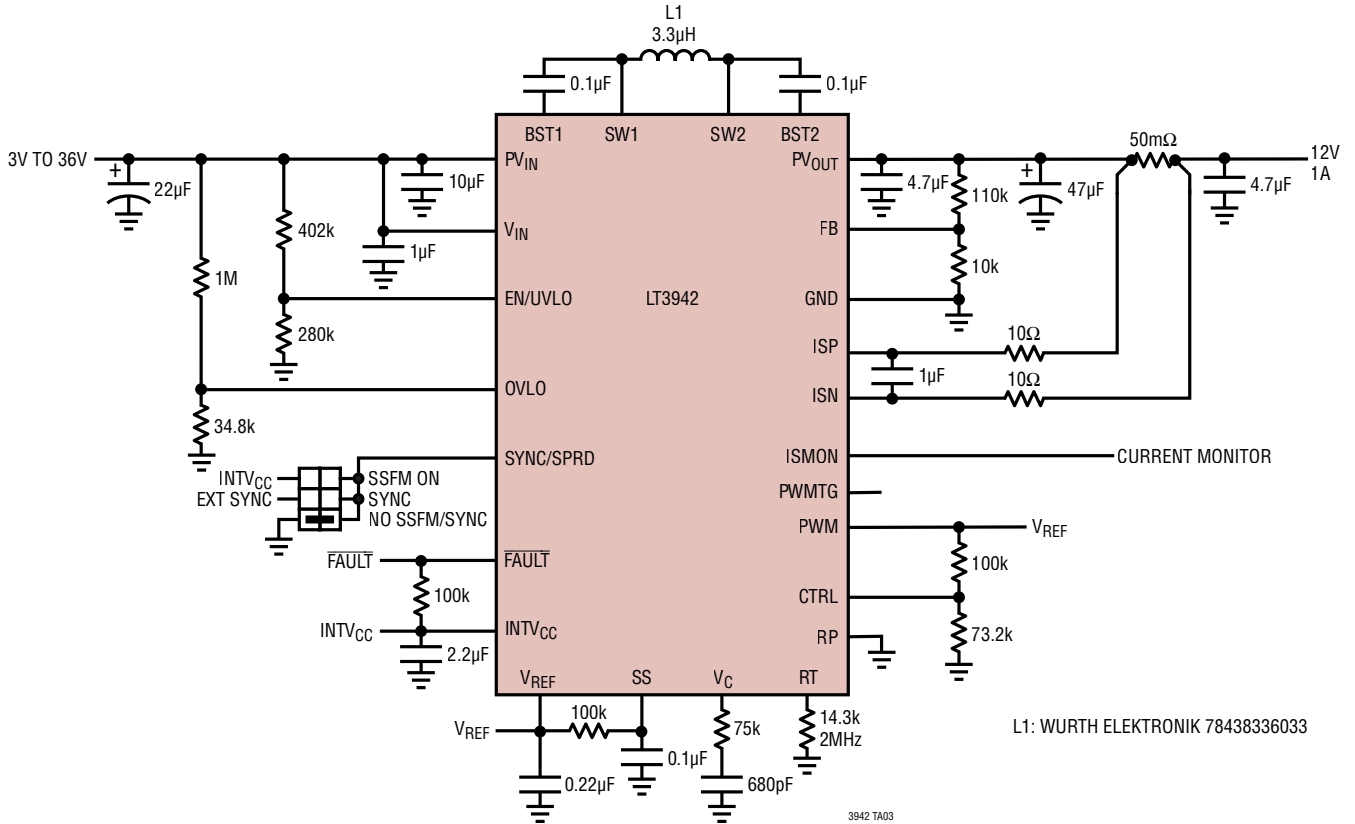 L1
3.3µH
0.1µF
0.1µF
BST1
SW1
SW2
BST2
50mΩ
3V TO 36V
PVIN
PVOUT
12V
1A
22µF
10µF
4.7µF
110k
47µF
4.7µF
402k
VIN
FB
1µF
10k
1M
EN/UVLO
LT3942
GND
280k
10Ω
ISP
1µF
10Ω
OVLO
ISN
34.8k
SYNC/SPRD
ISMON
CURRENT MONITOR
INTVCC
SSFM ON
EXT SYNC
SYNC
NO SSFM/SYNC
PWMTG
PWM
VREF
FAULT
FAULT
100k
100k
CTRL
INTVCC
INTVCC
RP
73.2k
2.2µF
VREF
SS
VC
RT
VREF
100k
75k
14.3k
2MHz
L1: WURTH ELEKTRONIK 78438336033
0.1µF
0.22µF
680pF
3942 TA03